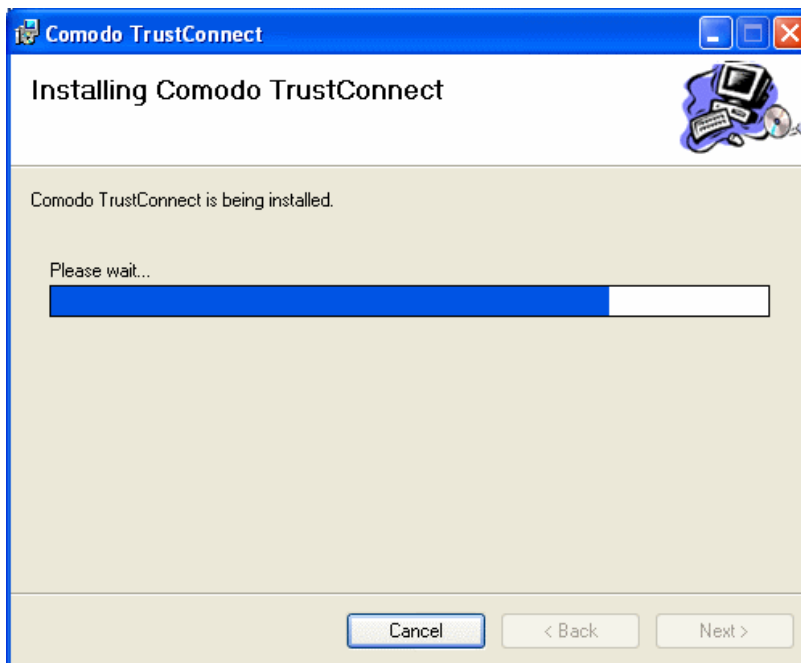 Comodo TrustConnect
Installing Comodo TrustConnect
Comodo TrustConnect is being installed.
Please wait...
Cancel
< Back
Next >